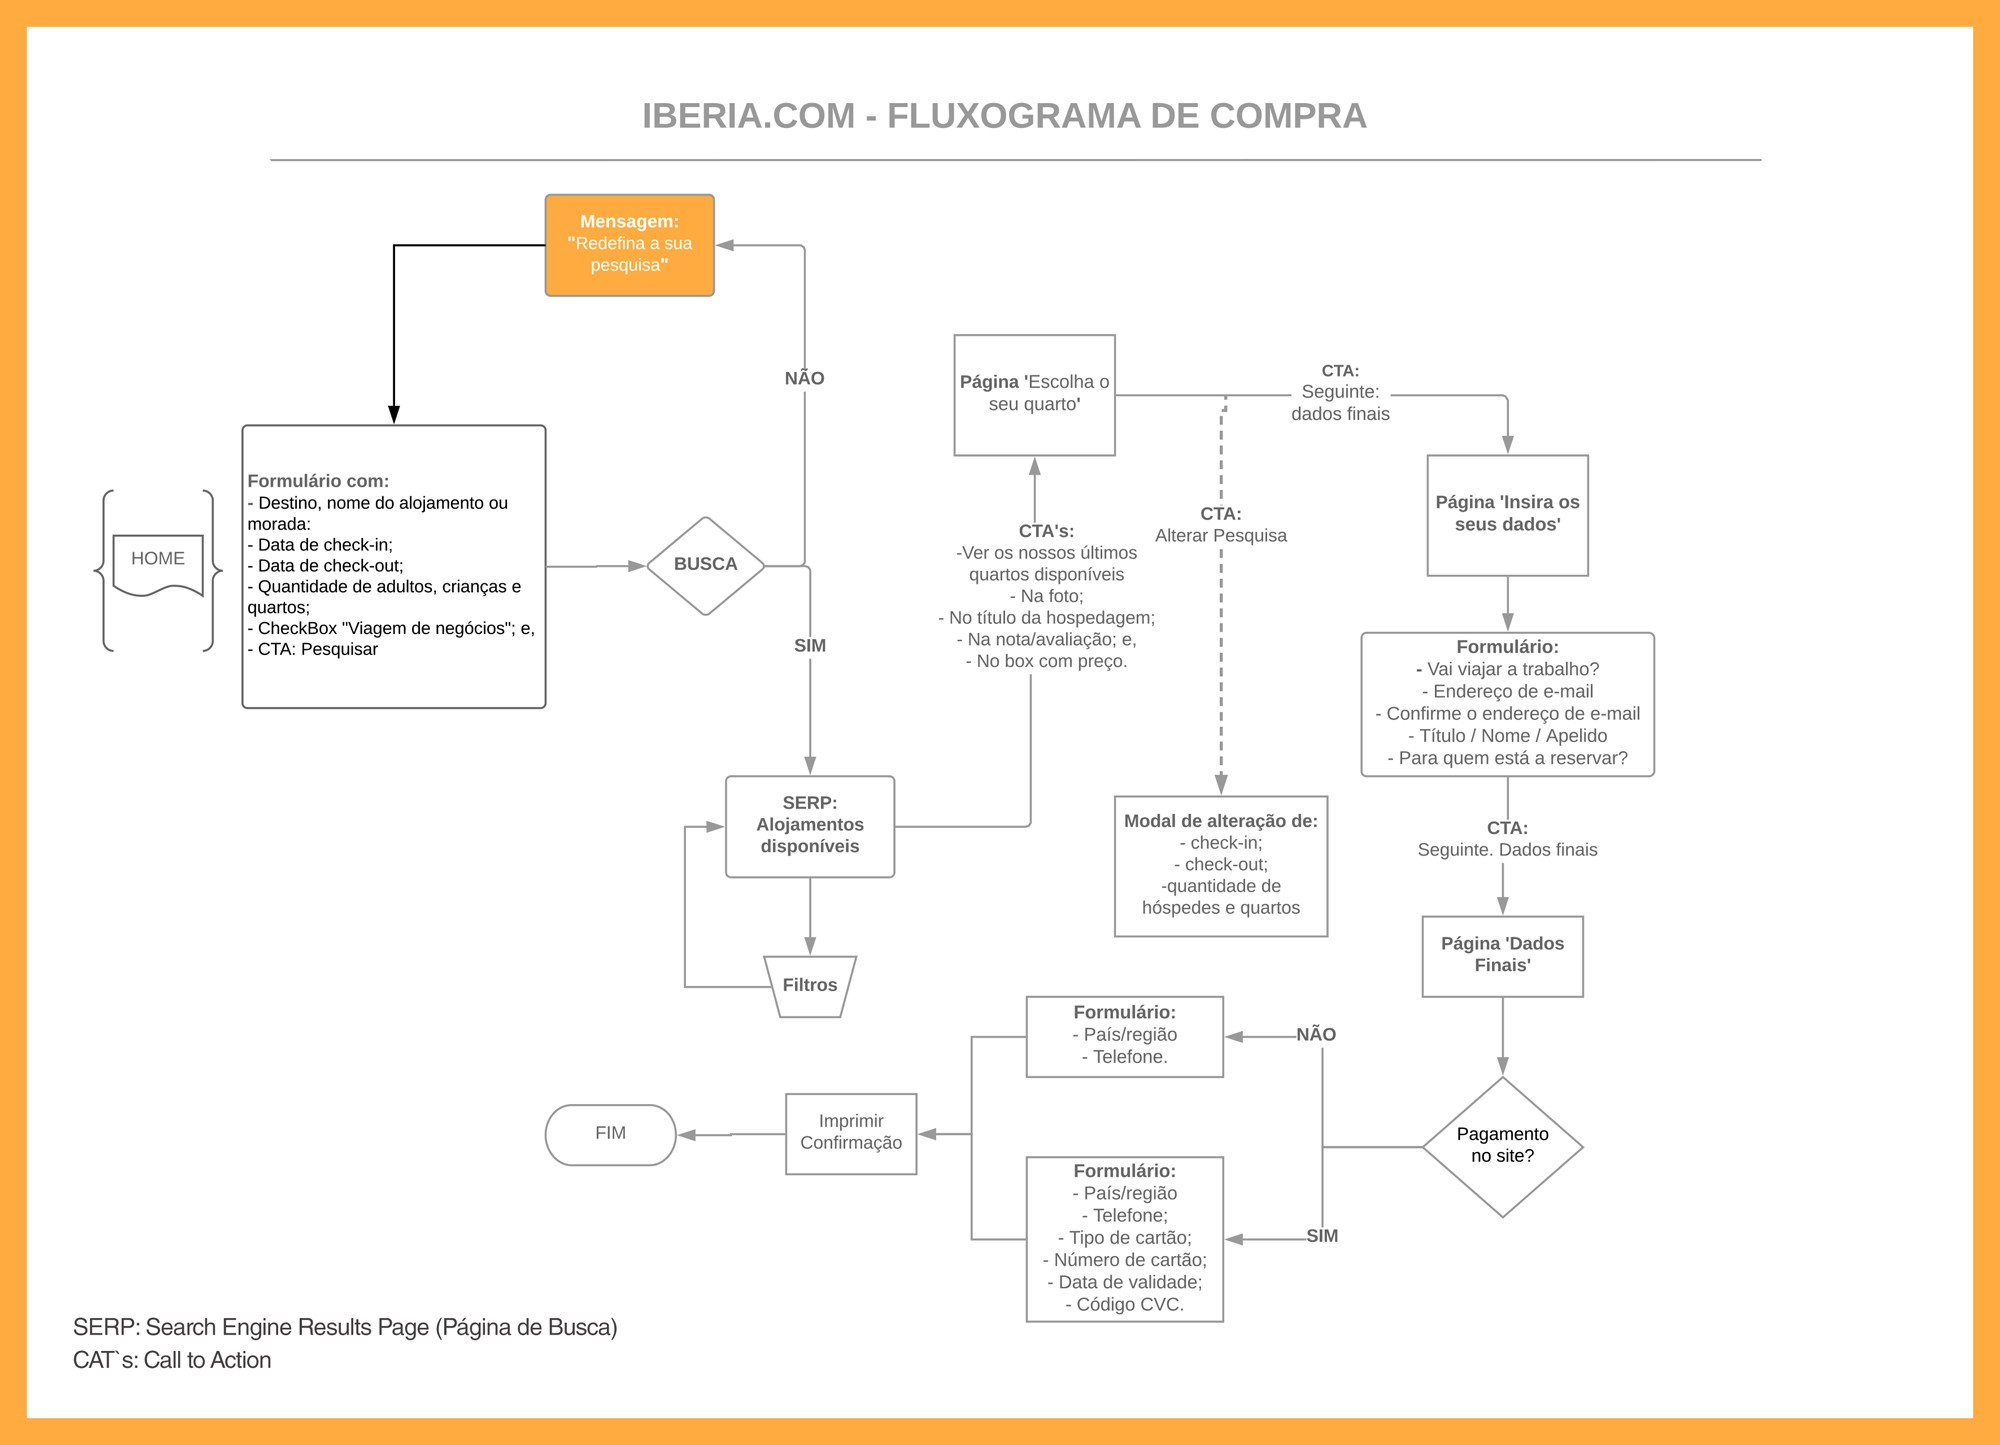 IBERIA.COM - FLUXOGRAMA DE COMPRA
Mensagem:
"Redefina a sua
pesquisa"
NÃO
HOME
Formulário com:
- Destino, nome do alojamento ou
morada:
- Data de check-in;
- Data de check-out;
- Quantidade de adultos, crianças e
quartos;
- CheckBox "Viagem de negócios"; e,
- CTA: Pesquisar
BUSCA
SIM
SERP:
Alojamentos
disponíveis
Filtros
CTA's:
-Ver os nossos últimos
quartos disponíveis
- Na foto;
- No título da hospedagem;
- Na nota/avaliação; e,
- No box com preço.
Página 'Escolha o
seu quarto'
CTA:
Alterar Pesquisa
Modal de alteração de:
- check-in;
- check-out;
-quantidade de
hóspedes e quartos
CTA:
Seguinte:
dados finais
Página 'Insira os
seus dados'
Formulário:
- Vai viajar a trabalho?
- Endereço de e-mail
- Confirme o endereço de e-mail
- Título / Nome / Apelido
- Para quem está a reservar?
CTA:
Seguinte. Dados finais
Página 'Dados
Finais'
Pagamento
no site?
NÃO
Formulário:
- País/região
- Telefone.
SIM
Formulário:
- País/região
- Telefone;
- Tipo de cartão;
- Número de cartão;
- Data de validade;
- Código CVC.
Imprimir
Confirmação
FIM
SERP: Search Engine Results Page (Página de Busca)
CAT`s: Call to Action